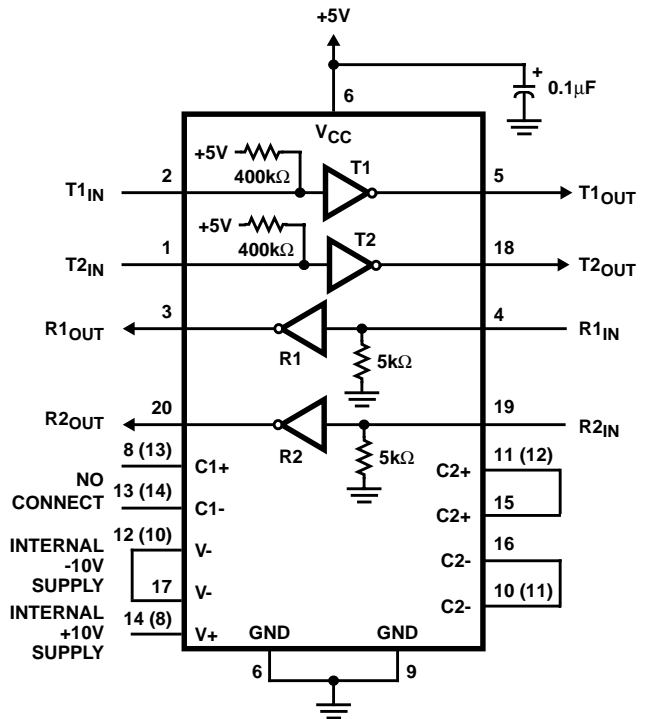 +5V
+
0.1μF
6
VCC
+5V
400kΩ
T1
2
5
T1IN
T1OUT
+5V
400kΩ
T2
1
18
T2IN
T2OUT
3
4
R1OUT
R1IN
R1
5kΩ
20
19
R2OUT
R2IN
R2
5kΩ
8 (13)
C1+
11 (12)
C2+
NO
CONNECT
13 (14)
C1-
15
C2+
12 (10)
V-
16
C2-
INTERNAL
-10V
SUPPLY
17
V-
10 (11)
C2-
INTERNAL
+10V
SUPPLY
14 (8)
V+
GND
GND
6
9